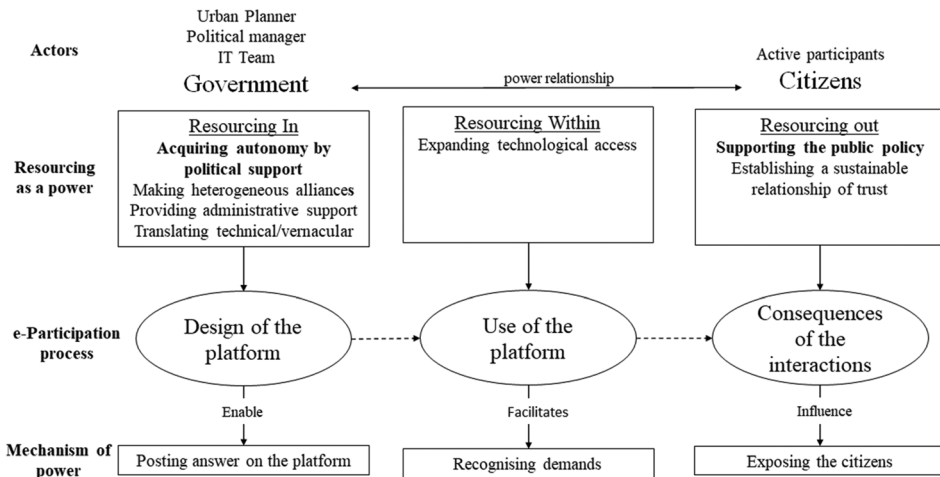 Actors
Urban Planner
Political manager
IT Team
Government
power relationship
Active participants
Citizens
Resourcing
as a power
Resourcing In
Acquiring autonomy by
political support
Making heterogeneous alliances
Providing administrative support
Translating technical/vernacular
Resourcing Within
Expanding technological access
Resourcing out
Supporting the public policy
Establishing a sustainable
relationship of trust
e-Participation
process
Design of the
platform
Use of the
platform
Consequences
of the
interactions
Enable
Facilitates
Influence
Mechanism of
power
Posting answer on the platform
Recognising demands
Exposing the citizens